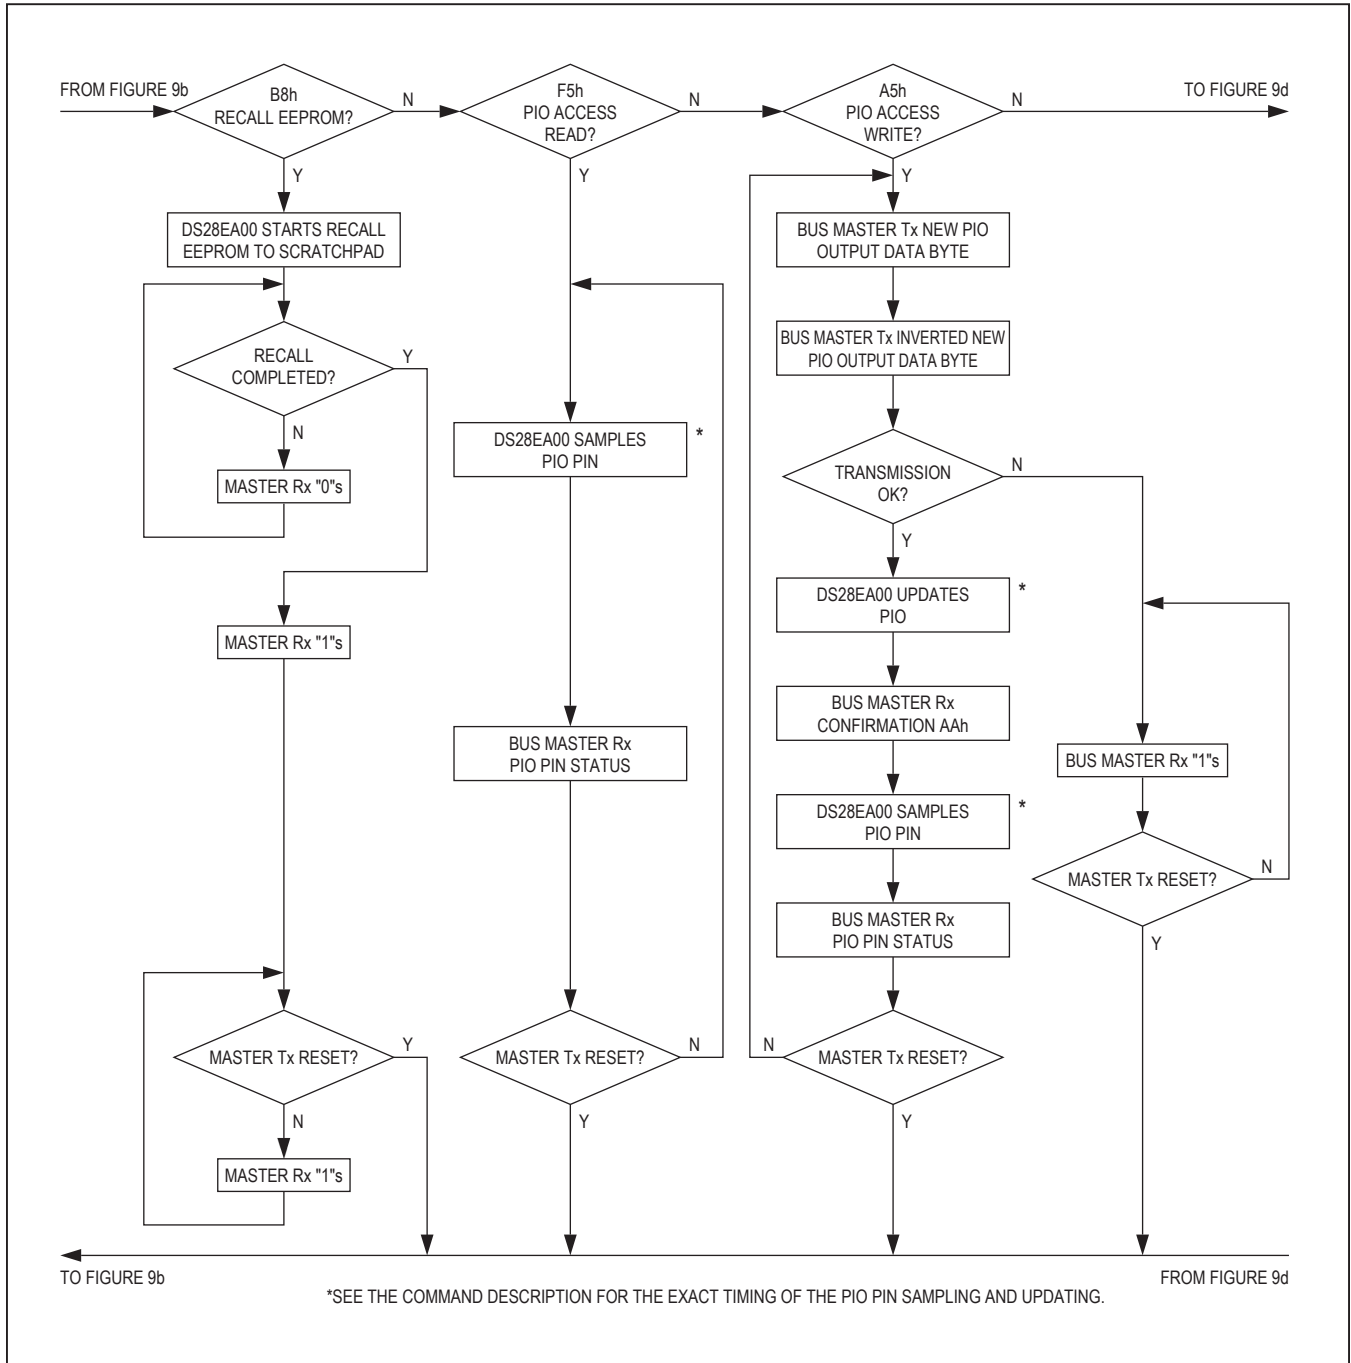 FROM FIGURE 9b
B8h
RECALL EEPROM?
N
Y
F5h
PIO ACCESS
READ?
N
Y
A5h
PIO ACCESS
WRITE?
N
Y
TO FIGURE 9d
DS28EA00 STARTS RECALL
EEPROM TO SCRATCHPAD
RECALL
COMPLETED?
Y
N
MASTER Rx "0"s
MASTER Rx "1"s
MASTER Tx RESET?
Y
N
MASTER Rx "1"s
DS28EA00 SAMPLES
PIO PIN
*
BUS MASTER Rx
PIO PIN STATUS
MASTER Tx RESET?
N
Y
BUS MASTER Tx NEW PIO
OUTPUT DATA BYTE
BUS MASTER Tx INVERTED NEW
PIO OUTPUT DATA BYTE
TRANSMISSION
OK?
N
Y
DS28EA00 UPDATES
PIO
*
BUS MASTER Rx
CONFIRMATION AAh
DS28EA00 SAMPLES
PIO PIN
*
BUS MASTER Rx
PIO PIN STATUS
N
MASTER Tx RESET?
Y
BUS MASTER Rx "1"s
MASTER Tx RESET?
N
Y
TO FIGURE 9b
FROM FIGURE 9d
*SEE THE COMMAND DESCRIPTION FOR THE EXACT TIMING OF THE PIO PIN SAMPLING AND UPDATING.